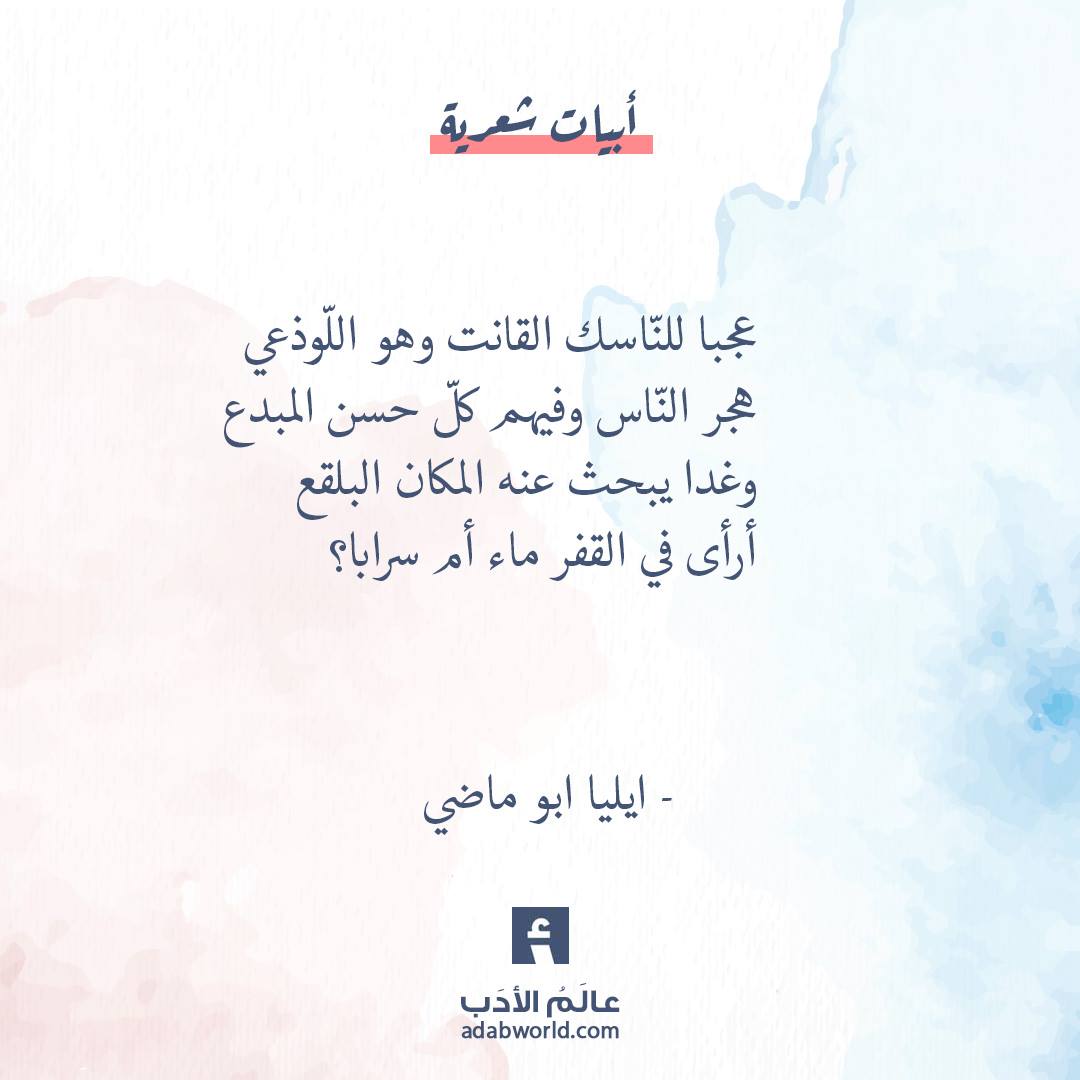 أبيات شعرية
عجبا للنّاسك القانت وهو اللّوذعي
هجر النّاس وفيهم كلّ حسن المبدع
وغدا يبحث عنه المكان البلقع
أرأى في القفر ماء أم سرابا؟
- ايليا ابو ماضي
أ
عالَمُ الأدَب
adabworld.com